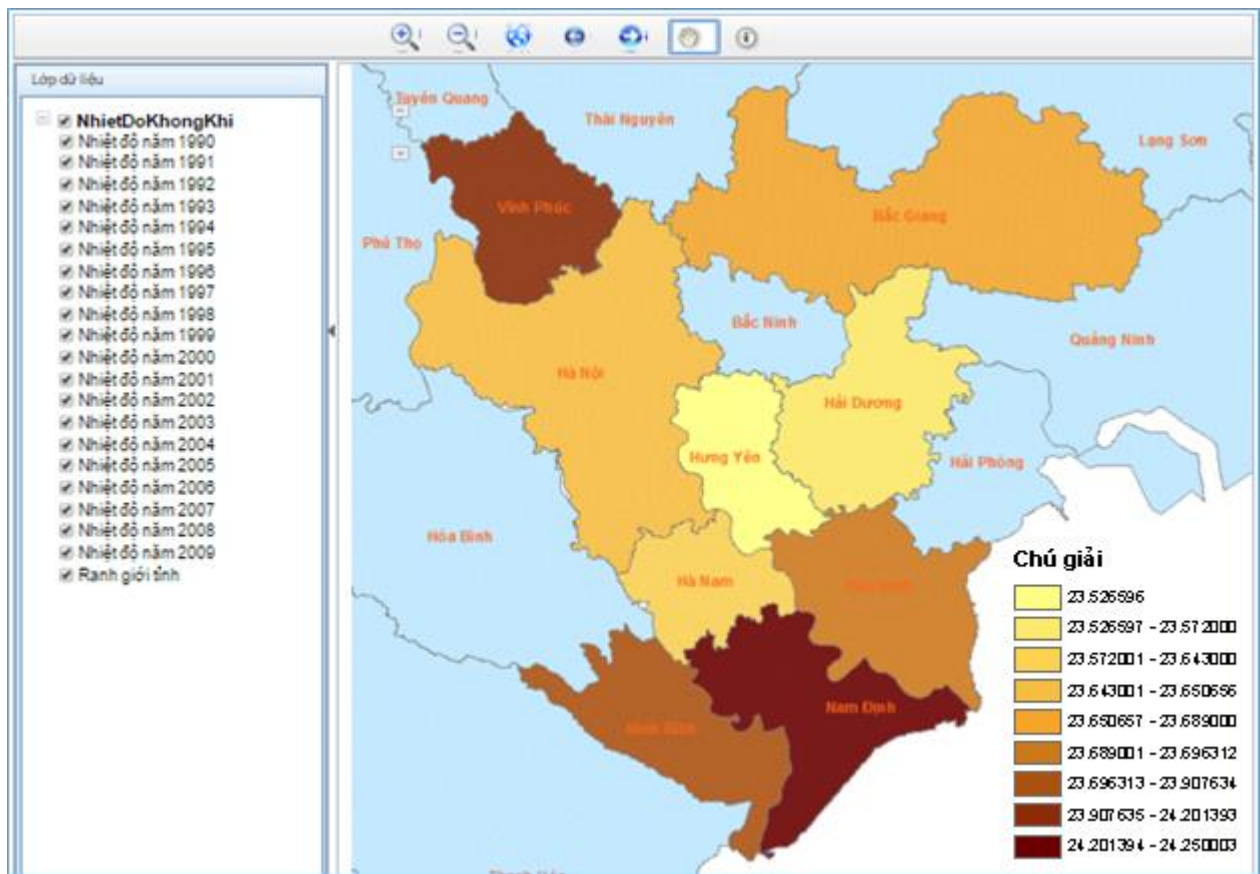 Lớp dữ liệu
NhietDoKhongKhi
Nhiệt độ năm 1990
Nhiệt độ năm 1991
Nhiệt độ năm 1992
Nhiệt độ năm 1993
Nhiệt độ năm 1994
Nhiệt độ năm 1995
Nhiệt độ năm 1996
Nhiệt độ năm 1997
Nhiệt độ năm 1998
Nhiệt độ năm 1999
Nhiệt độ năm 2000
Nhiệt độ năm 2001
Nhiệt độ năm 2002
Nhiệt độ năm 2003
Nhiệt độ năm 2004
Nhiệt độ năm 2005
Nhiệt độ năm 2006
Nhiệt độ năm 2007
Nhiệt độ năm 2008
Nhiệt độ năm 2009
Ranh giới tỉnh
Tuyên Quang
Thái Nguyên
Lạng Sơn
Vĩnh Phúc
Bắc Giang
Phú Thọ
Bắc Ninh
Quảng Ninh
Hà Nội
Hải Dương
Hưng Yên
Hải Phòng
Hòa Bình
Hà Nam
Nam Định
Chú giải
23.526596
23.526597 - 23.572000
23.572001 - 23.643000
23.643001 - 23.650656
23.650657 - 23.689000
23.689001 - 23.696312
23.696313 - 23.907634
23.907635 - 24.201393
24.201394 - 24.250003